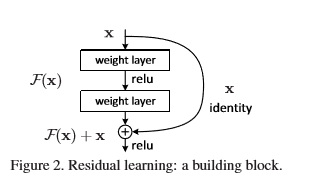 x
weight layer
F(x)
relu
weight layer
x
identity
F(x) + x
relu
Figure 2. Residual learning: a building block.